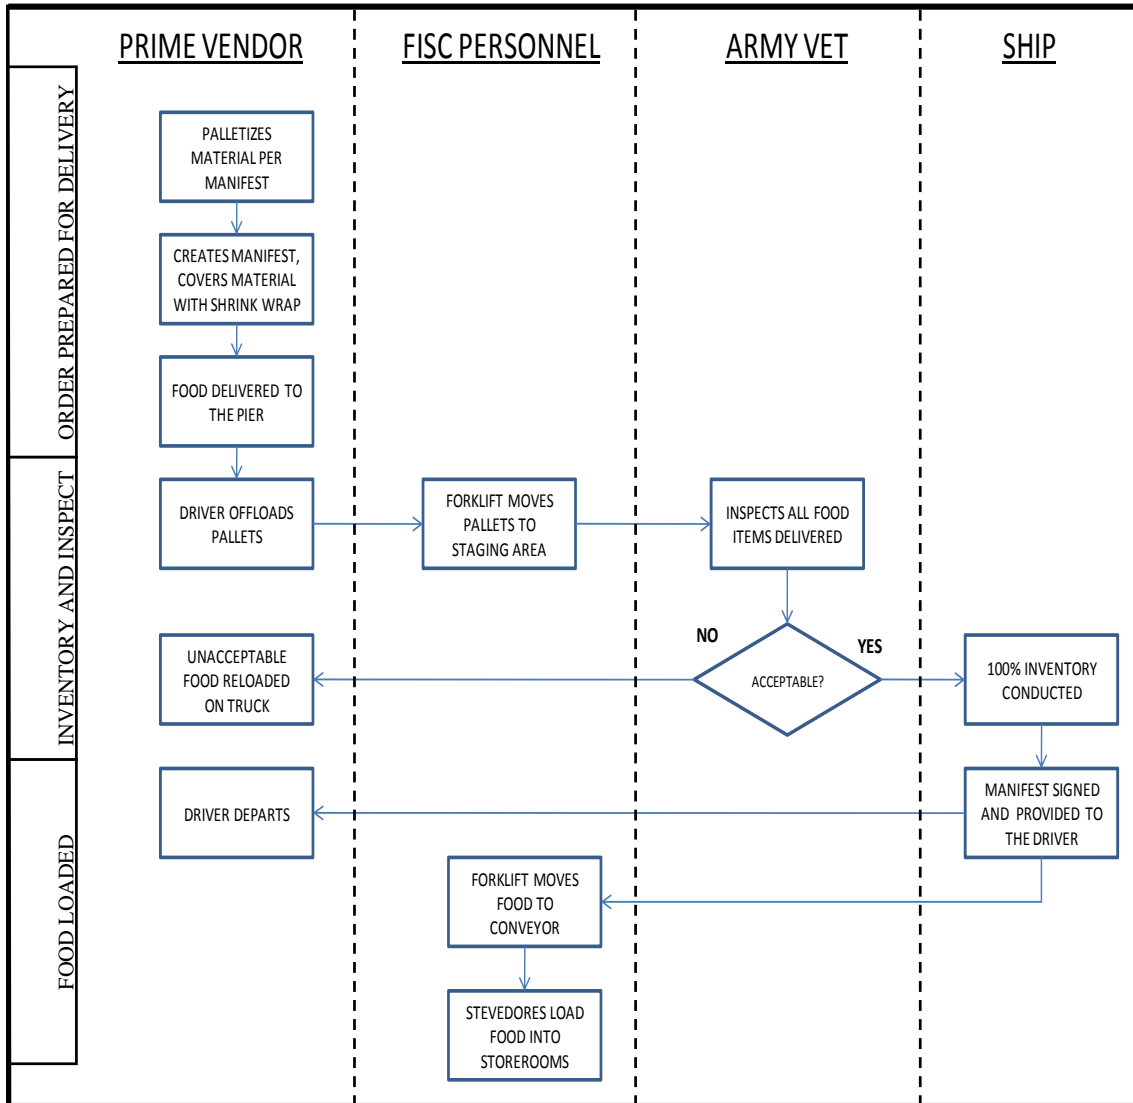 PRIME VENDOR
FISC PERSONNEL
ARMY VET
SHIP
ORDER PREPARED FOR DELIVERY
PALLETIZES
MATERIAL PER
MANIFEST
CREATES MANIFEST,
COVERS MATERIAL
WITH SHRINK WRAP
FOOD DELIVERED TO
THE PIER
INVENTORY AND INSPECT
DRIVER OFFLOADS
PALLETS
FORKLIFT MOVES
PALLETS TO
STAGING AREA
INSPECTS ALL FOOD
ITEMS DELIVERED
NO
YES
UNACCEPTABLE
FOOD RELOADED
ON TRUCK
ACCEPTABLE?
100% INVENTORY
CONDUCTED
FOOD LOADED
DRIVER DEPARTS
MANIFEST SIGNED
AND PROVIDED TO
THE DRIVER
FORKLIFT MOVES
FOOD TO
CONVEYOR
STEVEDORES LOAD
FOOD INTO
STOREROOMS